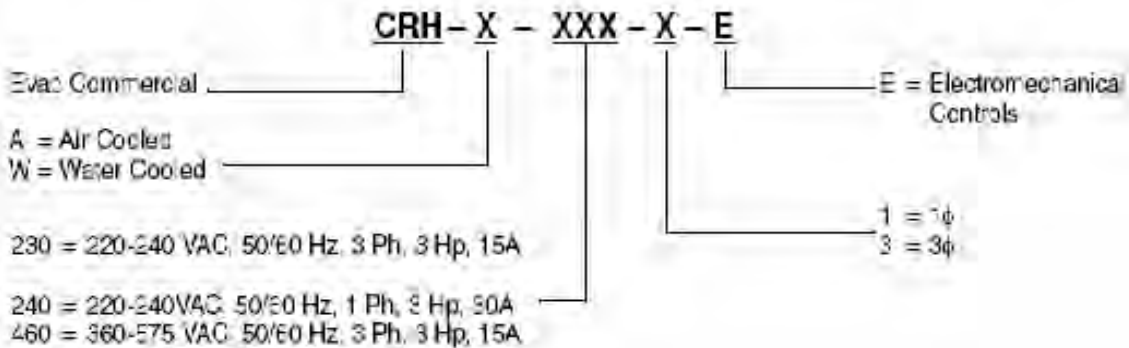 CRH – X – XXX – X – E
Evap Commercial
E = Electromechanical
Controls
A = Air Cooled
W = Water Cooled
1 = 1ϕ
3 = 3ϕ
230 = 220-240 VAC, 50/60 Hz, 3 Ph, 3 Hp, 15A
240 = 220-240VAC, 50/60 Hz, 1 Ph, 3 Hp, 30A
460 = 360-575 VAC, 50/60 Hz, 3 Ph, 3 Hp, 15A